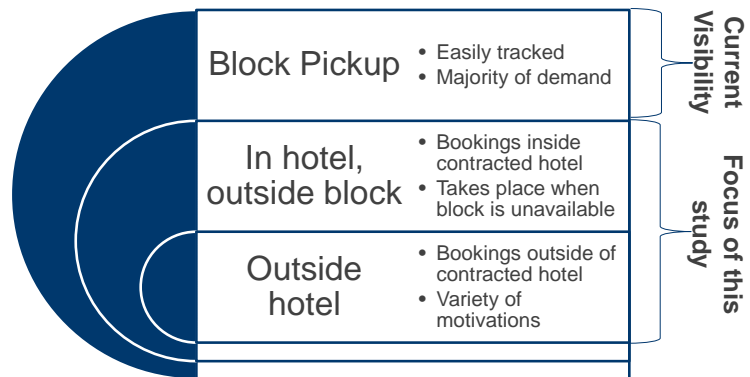 Block Pickup
• Easily tracked
• Majority of demand
Current
Visibility
In hotel,
outside block
• Bookings inside
contracted hotel
• Takes place when
block is unavailable
Outside
hotel
• Bookings outside of
contracted hotel
• Variety of
motivations
Focus of this
study